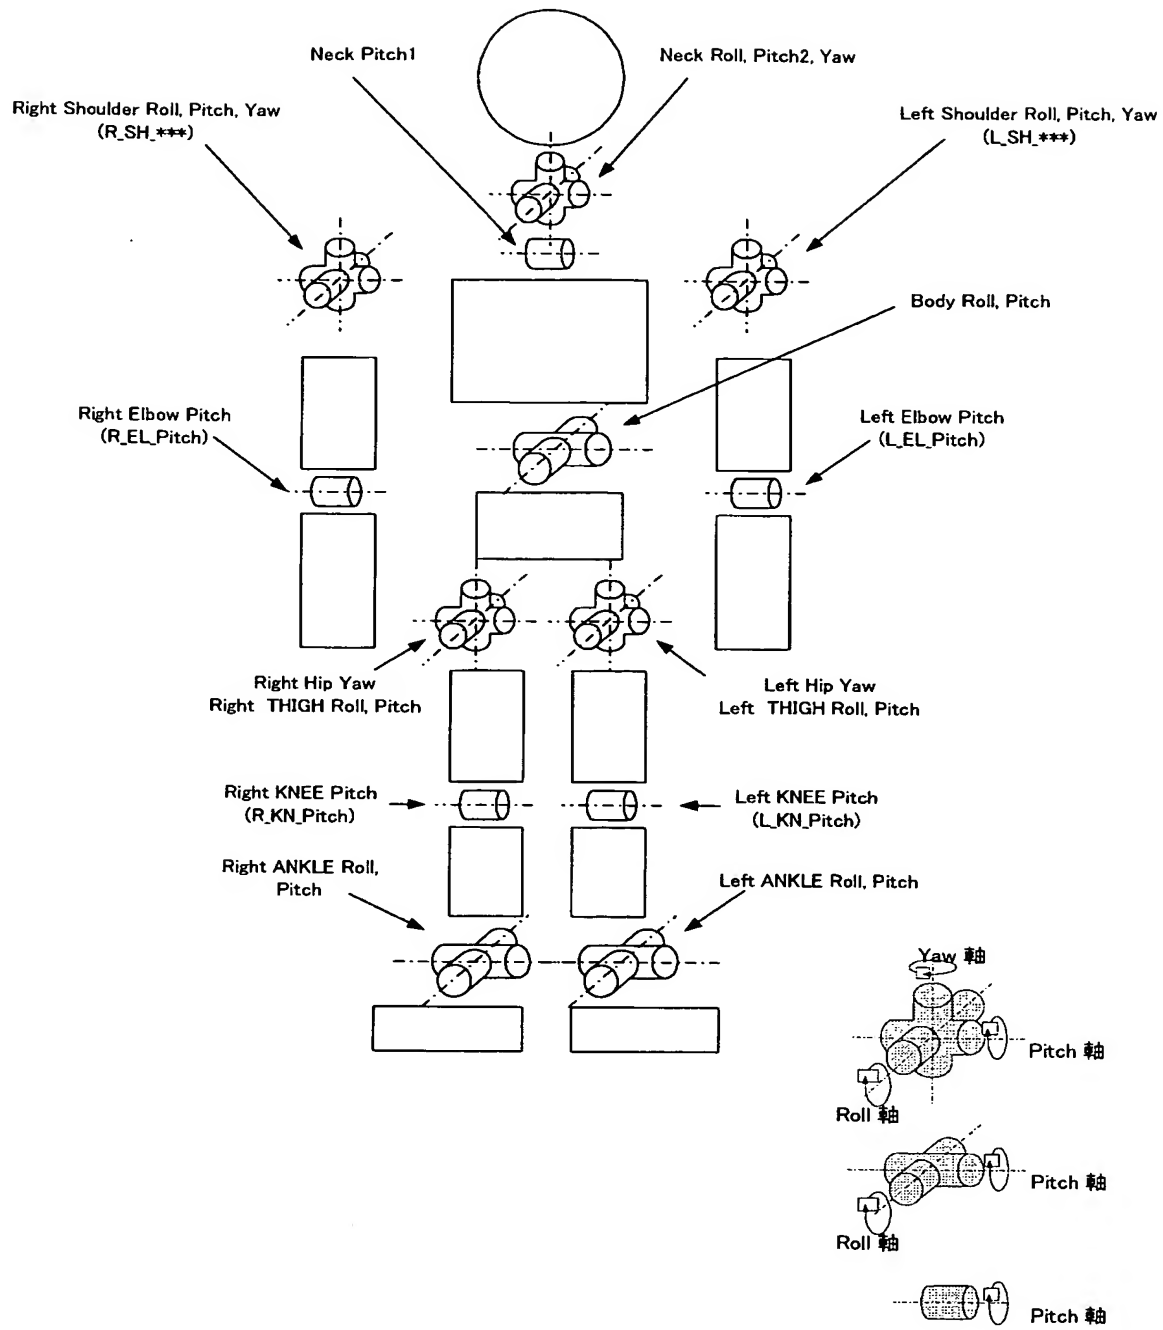 Neck Pitch1
Neck Roll, Pitch2, Yaw
Right Shoulder Roll, Pitch, Yaw
(R_SH_***)
Left Shoulder Roll, Pitch, Yaw
(L_SH_***)
Body Roll, Pitch
Right Elbow Pitch
(R_EL_Pitch)
Left Elbow Pitch
(L_EL_Pitch)
Right Hip Yaw
Right THIGH Roll, Pitch
Left Hip Yaw
Left THIGH Roll, Pitch
Right KNEE Pitch
(R_KN_Pitch)
Left KNEE Pitch
(L_KN_Pitch)
Right ANKLE Roll,
Pitch
Left ANKLE Roll, Pitch
Yaw 軸
Pitch 軸
Roll 軸
Pitch 軸
Roll 軸
Pitch 軸